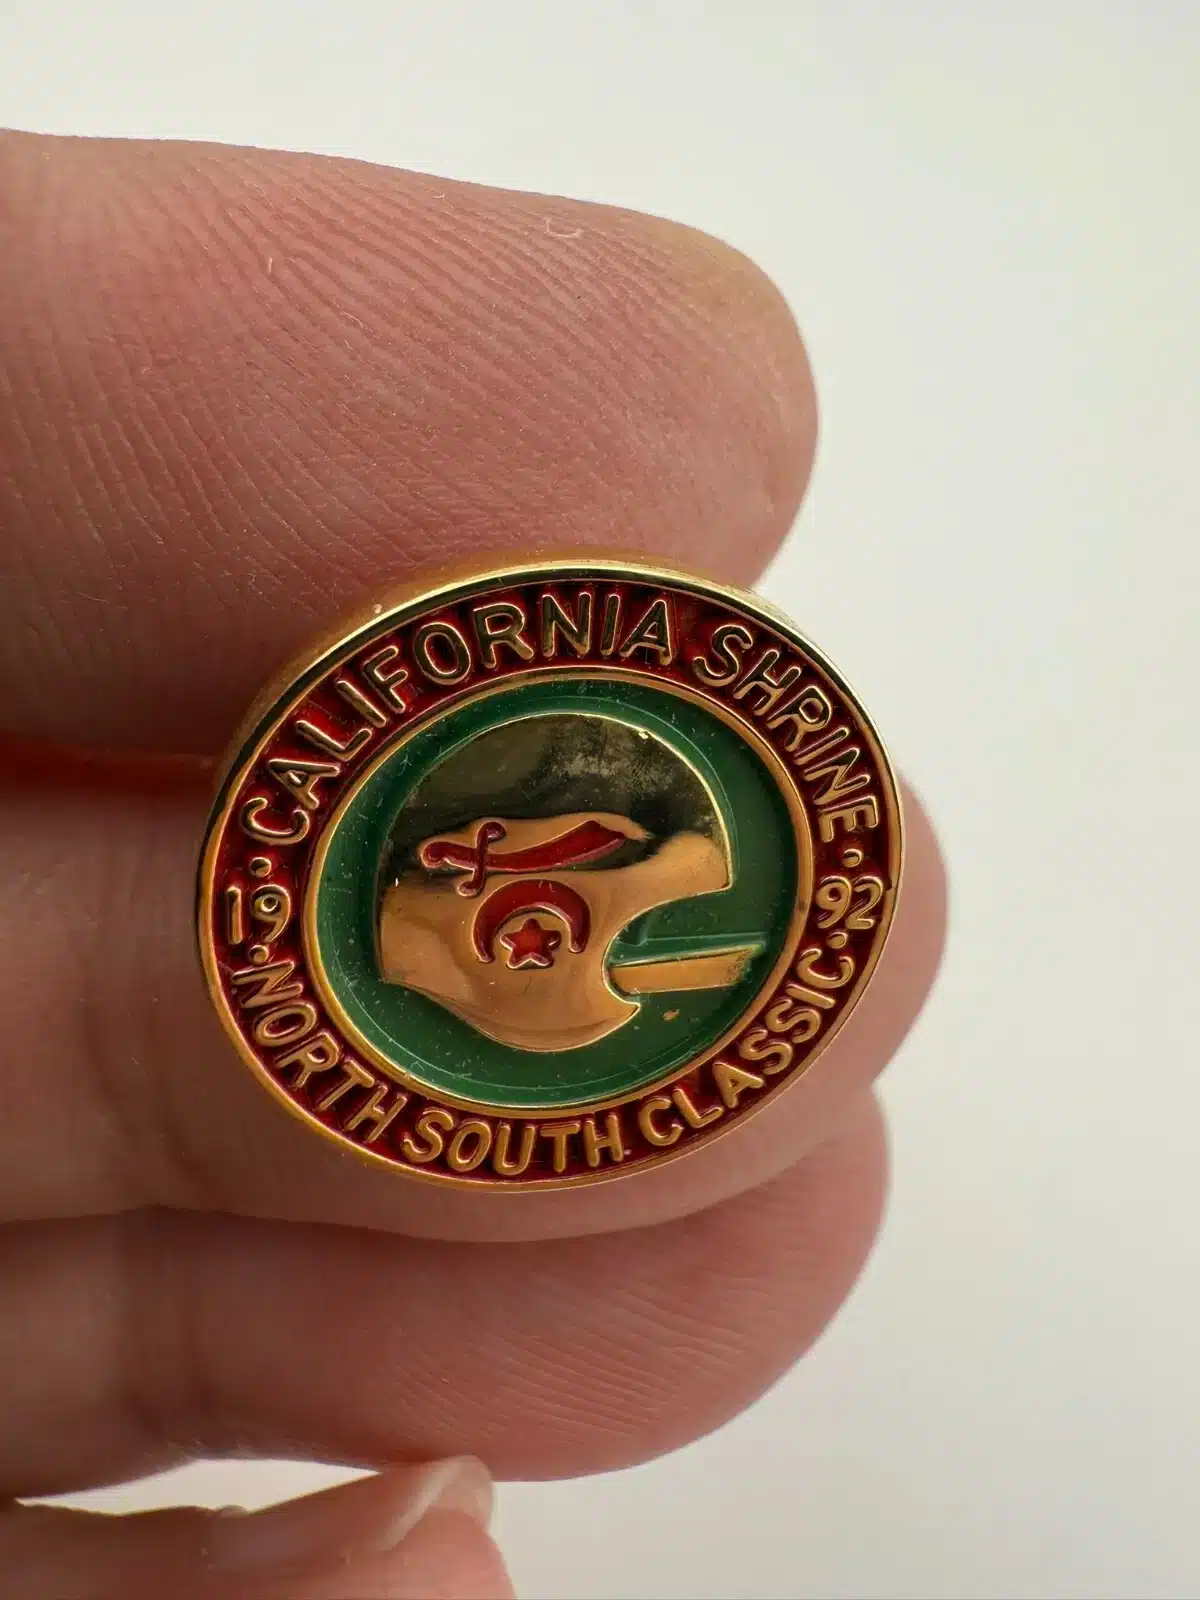 CALIFORNIA SHRINE
19 92
NORTH SOUTH CLASSIC